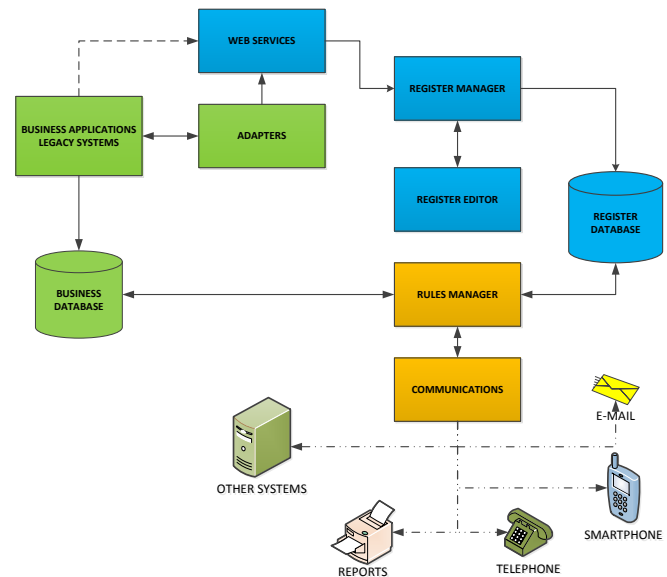 WEB SERVICES
REGISTER MANAGER
BUSINESS APPLICATIONS
LEGACY SYSTEMS
ADAPTERS
REGISTER EDITOR
REGISTER
DATABASE
BUSINESS
DATABASE
RULES MANAGER
COMMUNICATIONS
E-MAIL
OTHER SYSTEMS
SMARTPHONE
REPORTS
TELEPHONE